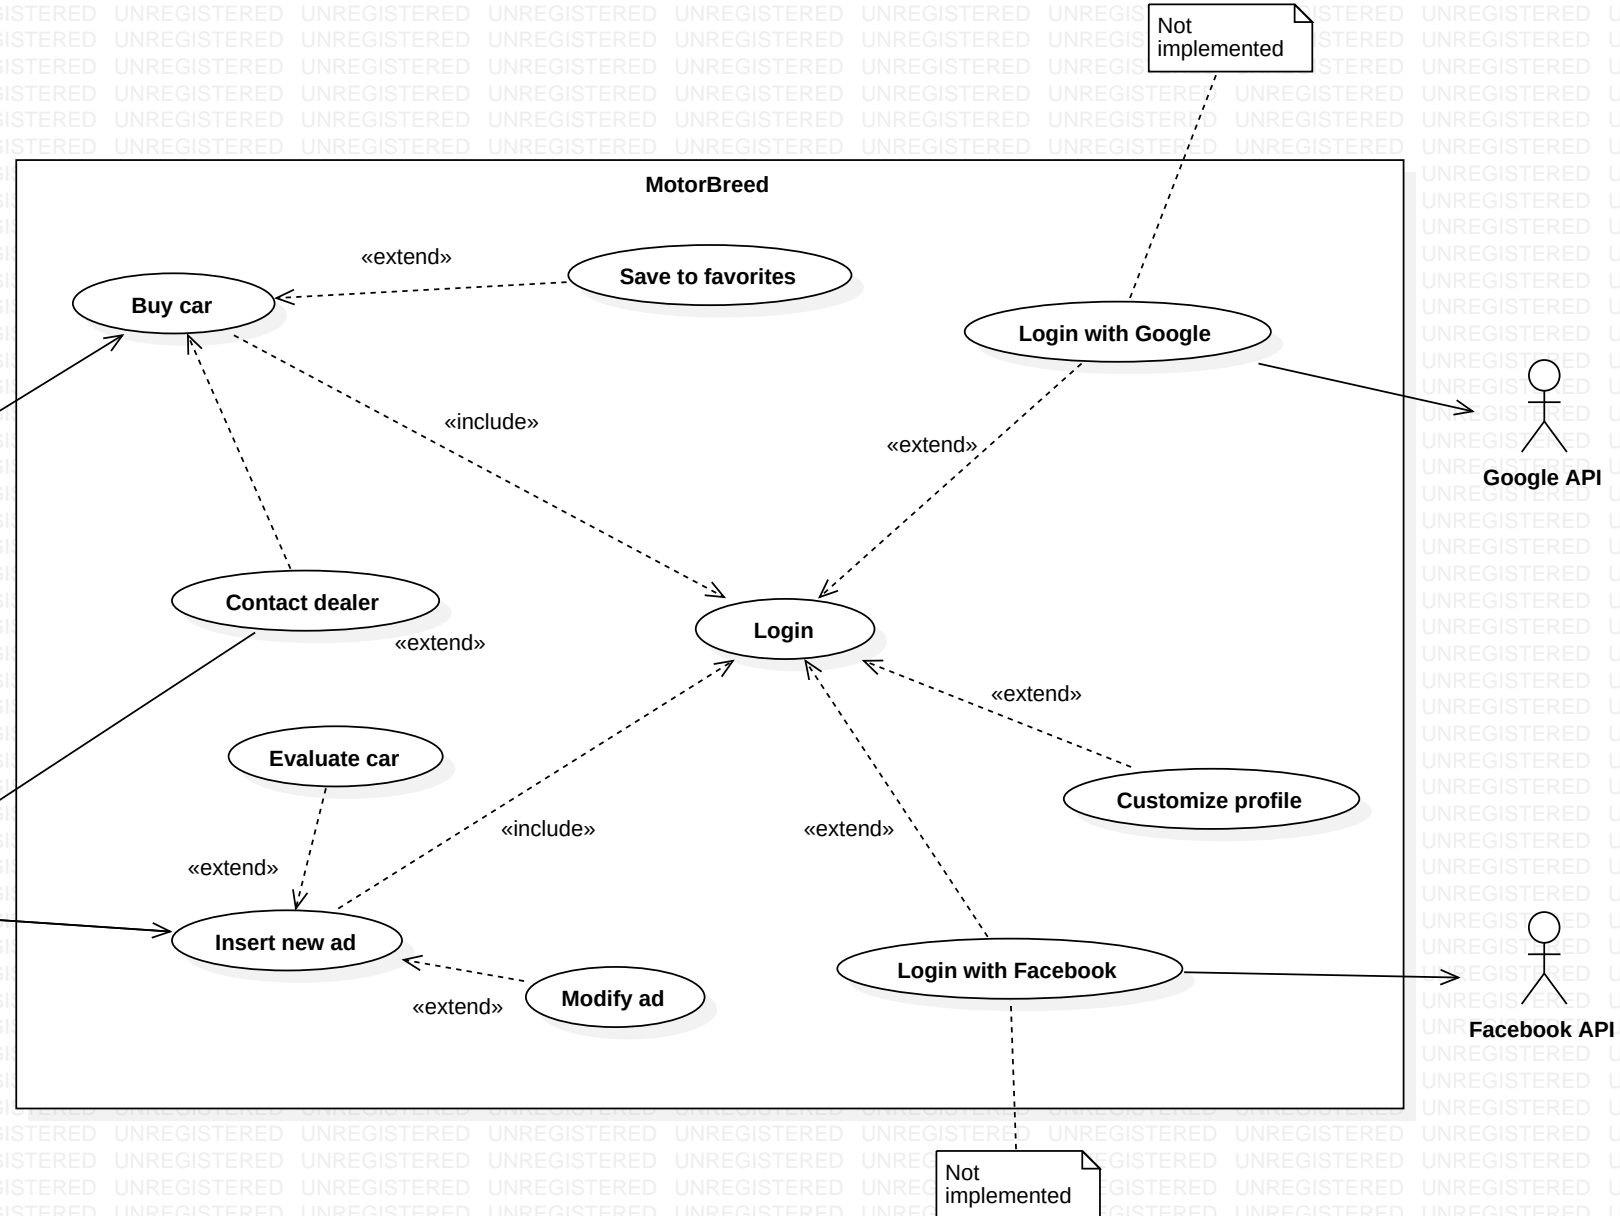 Not
implemented
MotorBreed
«extend»
Save to favorites
Buy car
Login with Google
«include»
«extend»
Google API
Contact dealer
«extend»
Login
«extend»
Evaluate car
Customize profile
«include»
«extend»
«extend»
Insert new ad
Login with Facebook
Modify ad
«extend»
Facebook API
Not
implemented
UNREGISTERED